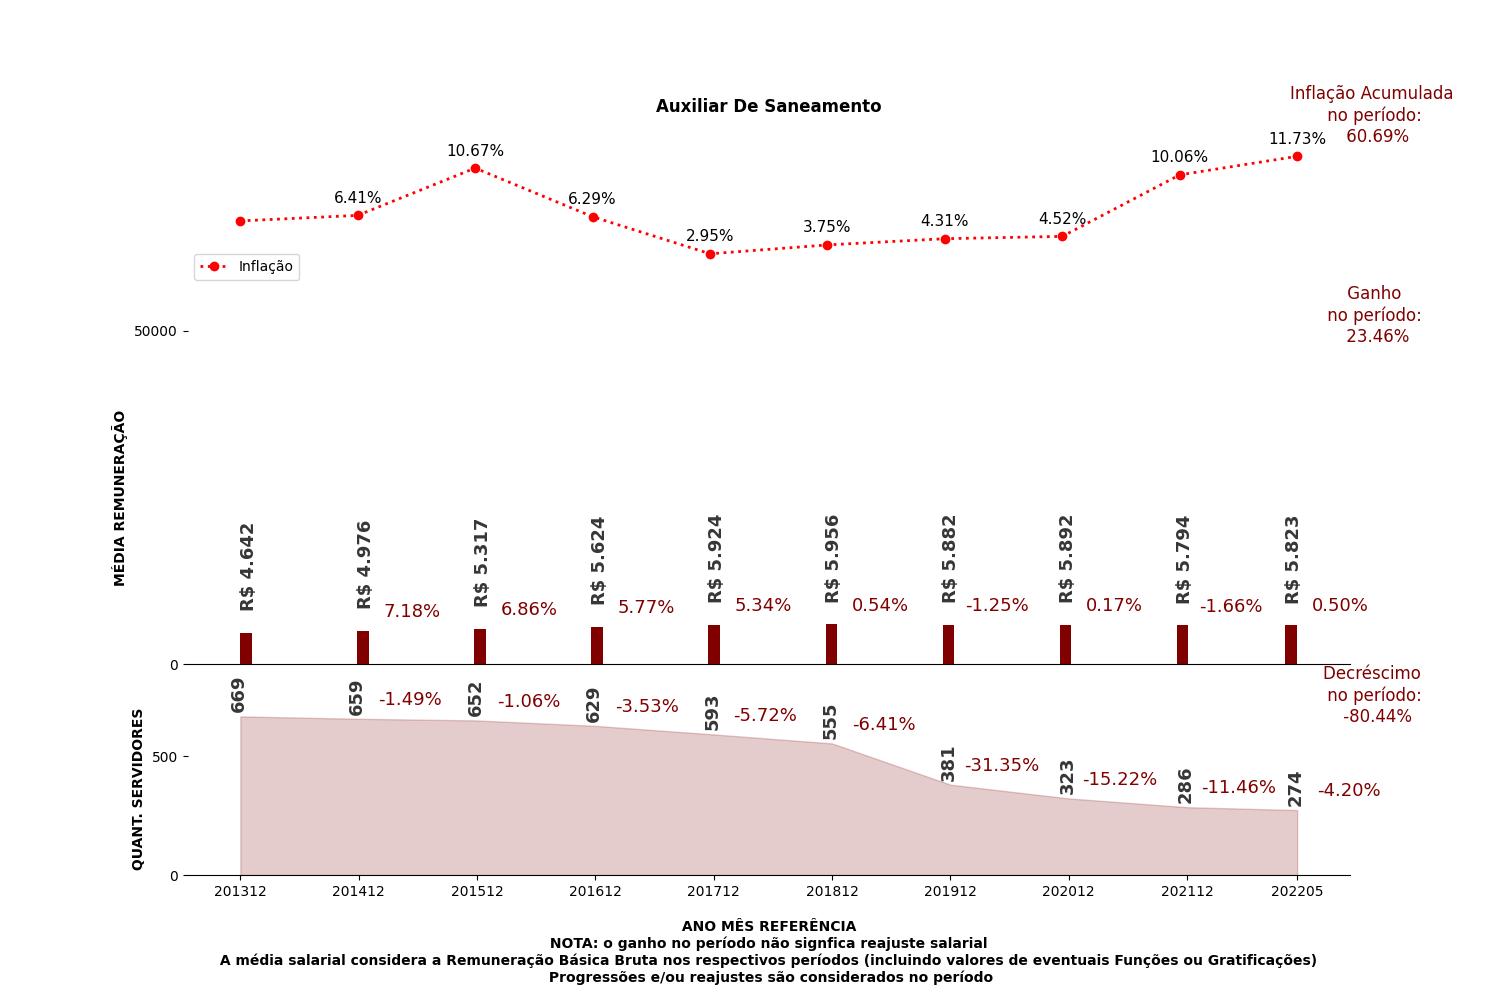 Auxiliar De Saneamento
Inflação Acumulada
no período:
60.69%
6.41%
10.67%
6.29%
2.95%
3.75%
4.31%
4.52%
10.06%
11.73%
Inflação
Ganho
no período:
23.46%
50000
0
MÉDIA REMUNERAÇÃO
R$ 4.642
R$ 4.976
R$ 5.317
R$ 5.624
R$ 5.924
R$ 5.956
R$ 5.882
R$ 5.892
R$ 5.794
R$ 5.823
7.18%
6.86%
5.77%
5.34%
0.54%
-1.25%
0.17%
-1.66%
0.50%
Decréscimo
no período:
-80.44%
669
659
652
629
593
555
381
323
286
274
-1.49%
-1.06%
-3.53%
-5.72%
-6.41%
-31.35%
-15.22%
-11.46%
-4.20%
500
0
QUANT. SERVIDORES
201312
201412
201512
201612
201712
201812
201912
202012
202112
202205
ANO MÊS REFERÊNCIA
NOTA: o ganho no período não signfica reajuste salarial
A média salarial considera a Remuneração Básica Bruta nos respectivos períodos (incluindo valores de eventuais Funções ou Gratificações)
Progressões e/ou reajustes são considerados no período